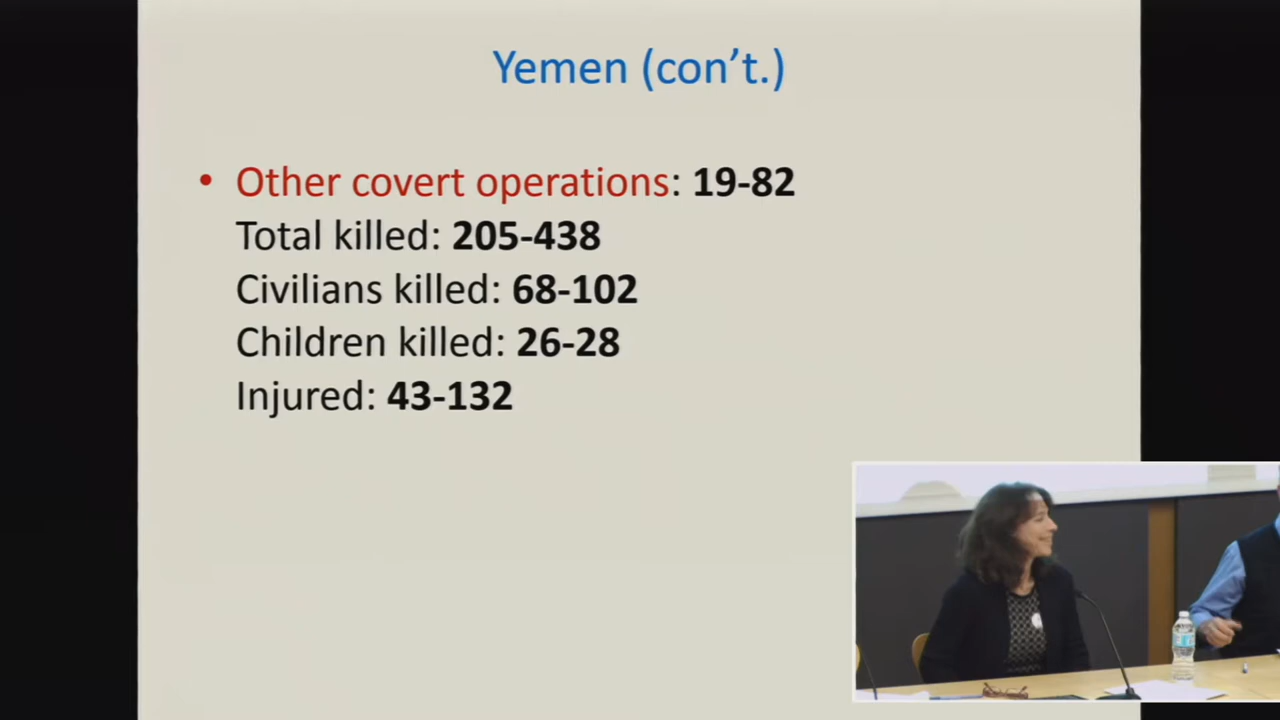 Yemen (con’t.)
• Other covert operations: 19-82
Total killed: 205-438
Civilians killed: 68-102
Children killed: 26-28
Injured: 43-132